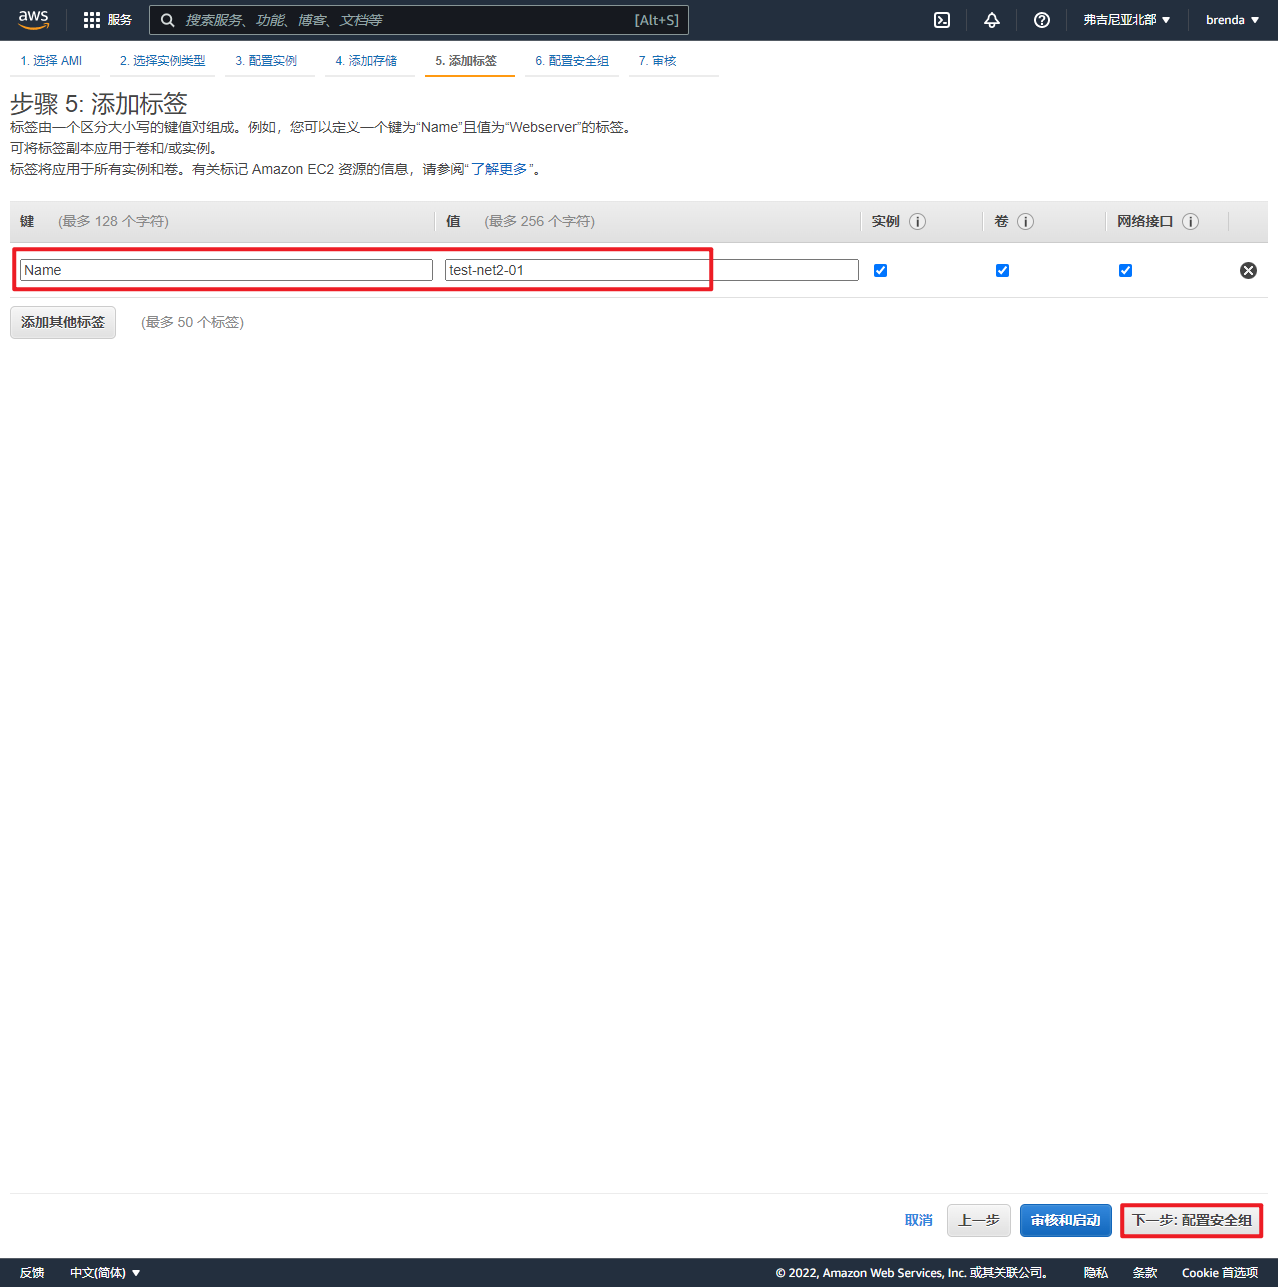 aws 服务 搜索服务、功能、博客、文档等 [Alt+S] 弗吉尼亚北部 brenda
1. 选择 AMI 2. 选择实例类型 3. 配置实例 4. 添加存储 5. 添加标签 6. 配置安全组 7. 审核
步骤 5: 添加标签
标签由一个区分大小写的键值对组成。例如，您可以定义一个键为“Name”且值为“Webserver”的标签。
可将标签副本应用于卷和/或实例。
标签将应用于所有实例和卷。有关标记 Amazon EC2 资源的信息，请参阅“了解更多”。
键 (最多 128 个字符) 值 (最多 256 个字符) 实例 卷 网络接口
Name test-net2-01
添加其他标签 (最多 50 个标签)
取消 上一步 审核和启动 下一步: 配置安全组
反馈 中文(简体) © 2022, Amazon Web Services, Inc. 或其关联公司。 隐私 条款 Cookie 首选项